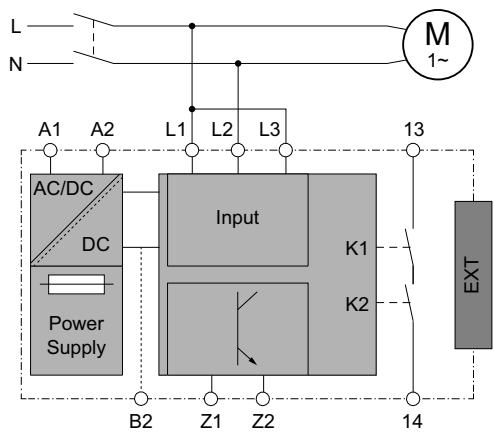 L
M
1~
N
A1 A2 L1 L2 L3 13
AC/DC
Input
DC
K1
EXT
K2
Power
Supply
B2 Z1 Z2 14